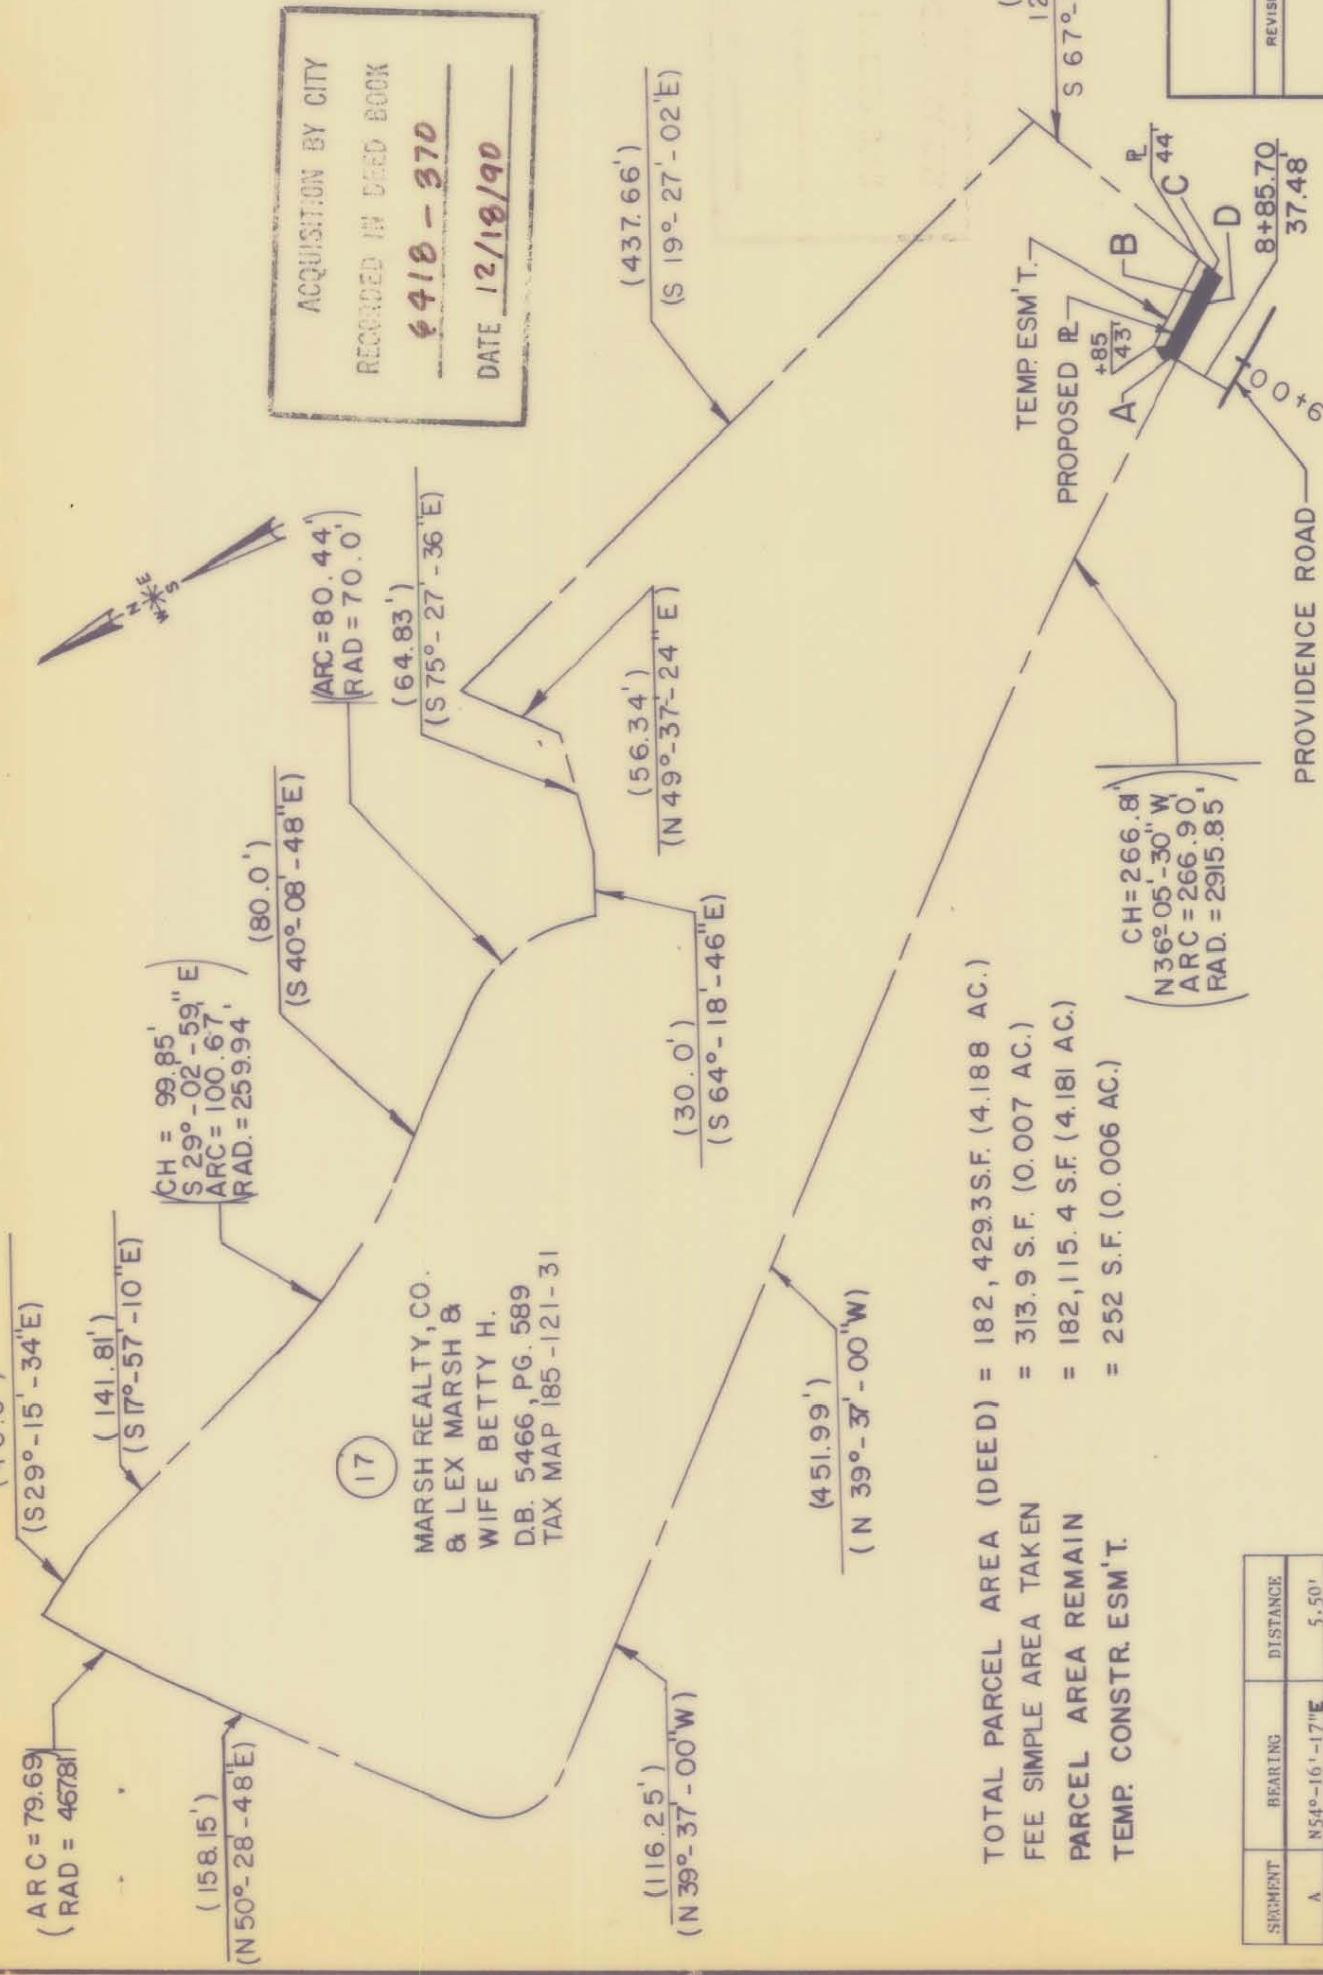 ACQUISITION BY CITY
RECORDED IN DEED BOOK
6418-370
DATE 12/18/90
(S29°-15'-34"E)
(141.81')
(S17°-57'-10"E)
(CH = 99.85'
S 29°-02'-59" E
ARC = 100.67'
RAD. = 259.94')
(80.0')
(S 40°-08'-48"E)
(ARC = 80.44')
(RAD = 70.0')
(64.83')
(S 75°-27'-36"E)
(437.66')
(S 19°-27'-02"E)
S 67°-
REVIS
N
E
W
S
(ARC = 79.69'
(RAD = 467.81'
(158.15')
(N 50°-28-48"E)
17
MARSH REALTY, CO.
& LEX MARSH &
WIFE BETTY H.
D.B. 5466, PG. 589
TAX MAP 185-121-31
(30.0')
(S 64°-18'-46"E)
(56.34')
(N 49°-37'-24"E)
TEMP. ESM'T.
PROPOSED PL
+85
43'
A
B
C
D
PL
44'
8+85.70
37.48'
9+00
PROVIDENCE ROAD
(116.25')
(N 39°-37'-00"W)
(451.99')
(N 39°-37'-00"W)
(CH = 266.81'
N36°-05'-30" W
ARC = 266.90'
RAD. = 2915.85')
TOTAL PARCEL AREA (DEED) = 182,429.3 S.F. (4.188 AC.)
FEE SIMPLE AREA TAKEN = 313.9 S.F. (0.007 AC.)
PARCEL AREA REMAIN = 182,115.4 S.F. (4.181 AC.)
TEMP. CONSTR. ESM'T. = 252 S.F. (0.006 AC.)
SEGMENT BEARING DISTANCE
A N54°-16'-17"E 5.50'